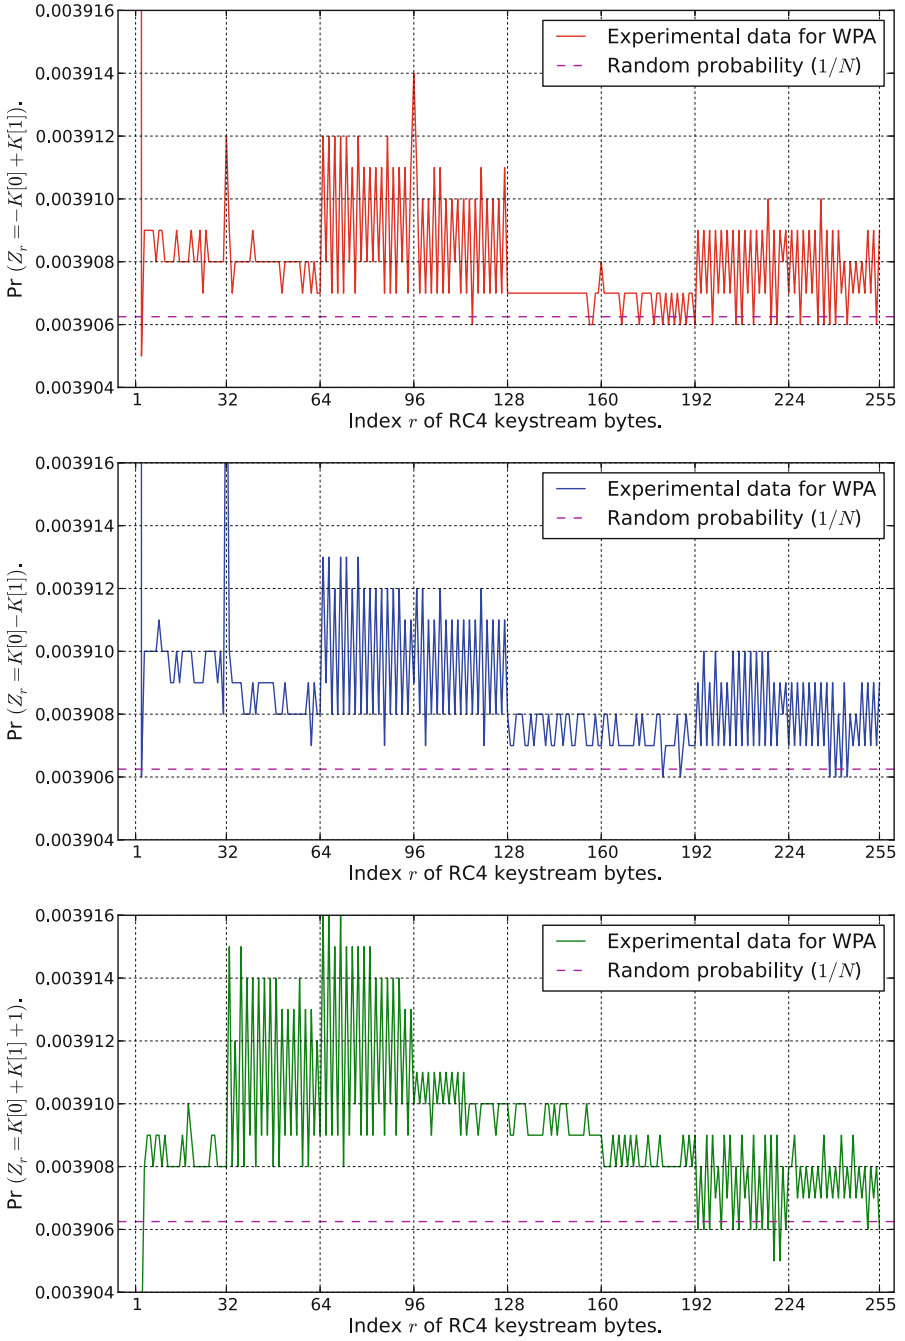 0.003916
0.003914
0.003912
0.003910
0.003908
0.003906
0.003904
Pr (Z_r = −K[0] + K[1]).
Experimental data for WPA
Random probability (1/N)
1 32 64 96 128 160 192 224 255
Index r of RC4 keystream bytes.
0.003916
0.003914
0.003912
0.003910
0.003908
0.003906
0.003904
Pr (Z_r = K[0] − K[1]).
Experimental data for WPA
Random probability (1/N)
1 32 64 96 128 160 192 224 255
Index r of RC4 keystream bytes.
0.003916
0.003914
0.003912
0.003910
0.003908
0.003906
0.003904
Pr (Z_r = K[0] + K[1] + 1).
Experimental data for WPA
Random probability (1/N)
1 32 64 96 128 160 192 224 255
Index r of RC4 keystream bytes.